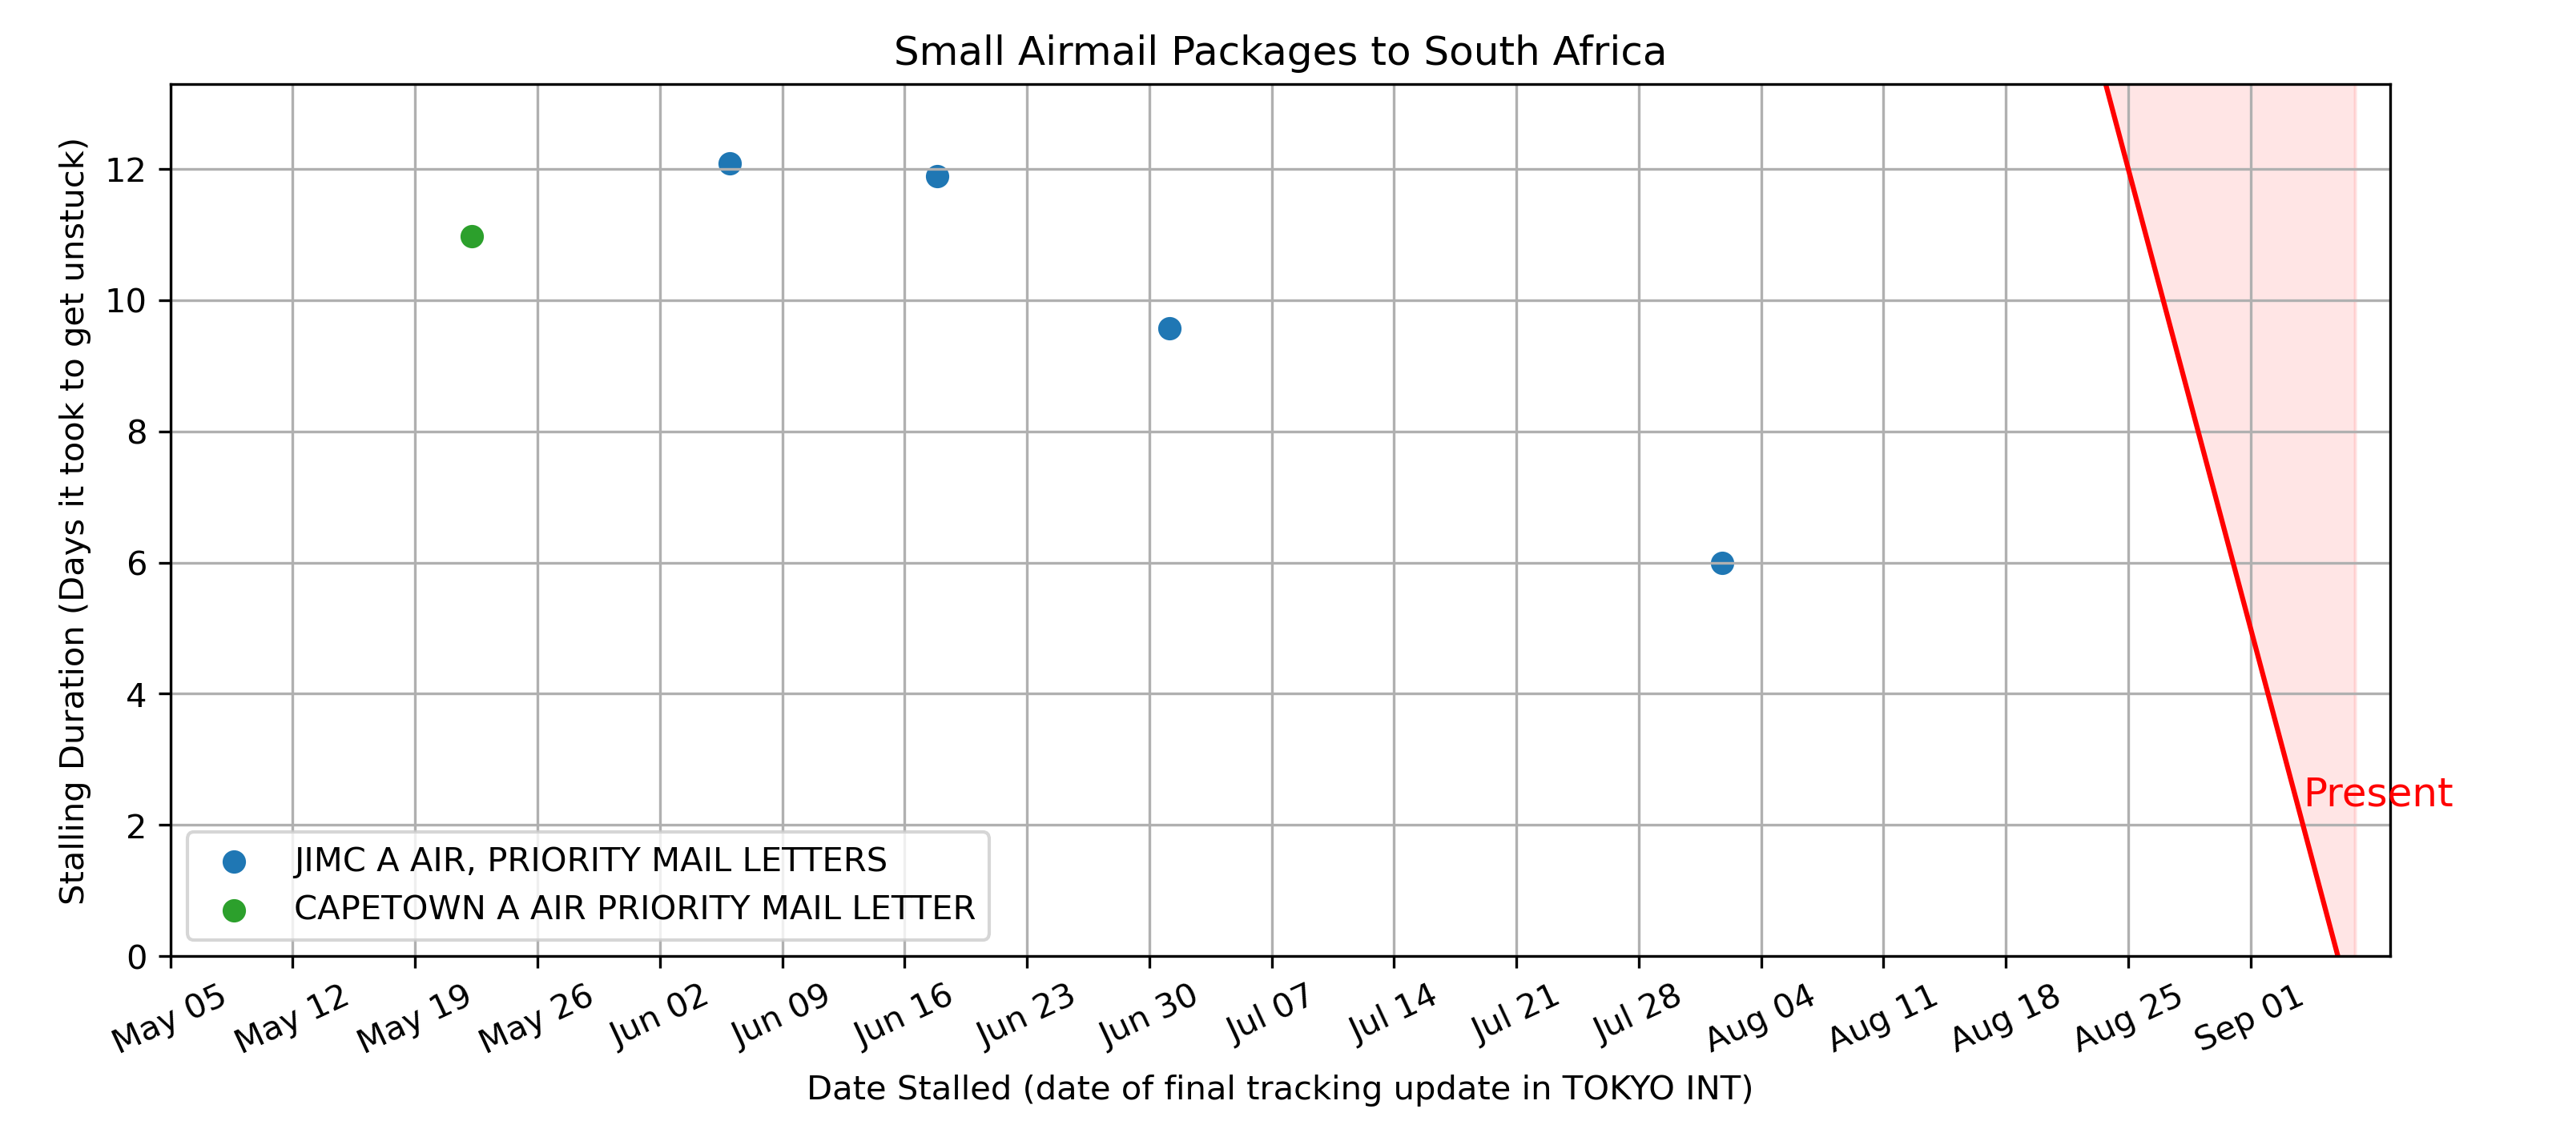 Small Airmail Packages to South Africa
Stalling Duration (Days it took to get unstuck)
12
10
8
6
4
2
0
Present
JIMC A AIR, PRIORITY MAIL LETTERS
CAPETOWN A AIR PRIORITY MAIL LETTER
May 05 May 12 May 19 May 26 Jun 02 Jun 09 Jun 16 Jun 23 Jun 30 Jul 07 Jul 14 Jul 21 Jul 28 Aug 04 Aug 11 Aug 18 Aug 25 Sep 01
Date Stalled (date of final tracking update in TOKYO INT)